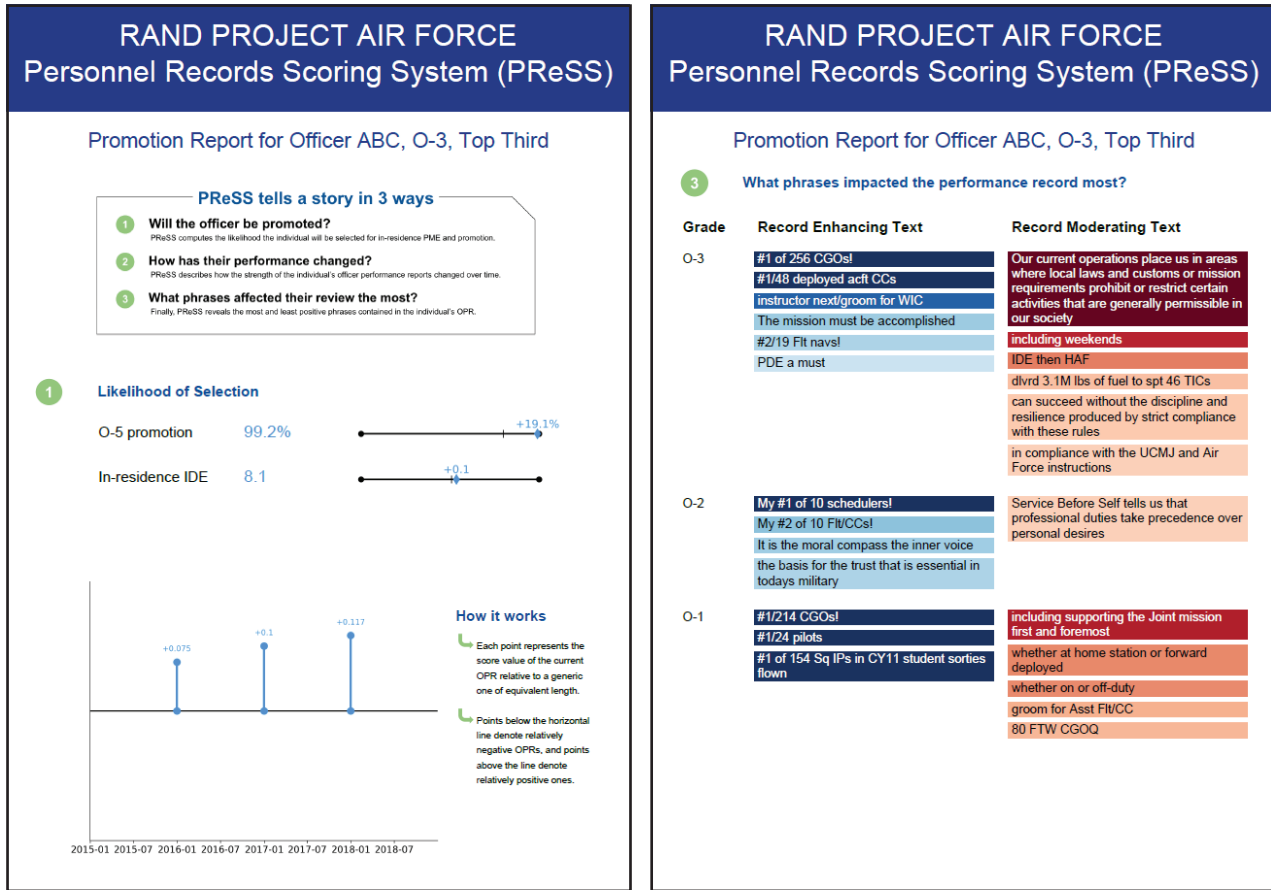 RAND PROJECT AIR FORCE
Personnel Records Scoring System (PReSS)
Promotion Report for Officer ABC, O-3, Top Third
PReSS tells a story in 3 ways
1 Will the officer be promoted?
PReSS computes the likelihood the individual will be selected for in-residence PME and promotion.
2 How has their performance changed?
PReSS describes how the strength of the individual's officer performance reports changed over time.
3 What phrases affected their review the most?
Finally, PReSS reveals the most and least positive phrases contained in the individual's OPR.
1 Likelihood of Selection
O-5 promotion 99.2% +19.1%
In-residence IDE 8.1 +0.1
+0.075
+0.1
+0.117
2015-01 2015-07 2016-01 2016-07 2017-01 2017-07 2018-01 2018-07
How it works
Each point represents the
score value of the current
OPR relative to a generic
one of equivalent length.
Points below the horizontal
line denote relatively
negative OPRs, and points
above the line denote
relatively positive ones.
RAND PROJECT AIR FORCE
Personnel Records Scoring System (PReSS)
Promotion Report for Officer ABC, O-3, Top Third
3 What phrases impacted the performance record most?
Grade Record Enhancing Text Record Moderating Text
O-3
#1 of 256 CGOs!
#1/48 deployed acft CCs
instructor next/groom for WIC
The mission must be accomplished
#2/19 Flt navs!
PDE a must
Our current operations place us in areas
where local laws and customs or mission
requirements prohibit or restrict certain
activities that are generally permissible in
our society
including weekends
IDE then HAF
dlvrd 3.1M lbs of fuel to spt 46 TICs
can succeed without the discipline and
resilience produced by strict compliance
with these rules
in compliance with the UCMJ and Air
Force instructions
O-2
My #1 of 10 schedulers!
My #2 of 10 Flt/CCs!
It is the moral compass the inner voice
the basis for the trust that is essential in
todays military
Service Before Self tells us that
professional duties take precedence over
personal desires
O-1
#1/214 CGOs!
#1/24 pilots
#1 of 154 Sq IPs in CY11 student sorties
flown
including supporting the Joint mission
first and foremost
whether at home station or forward
deployed
whether on or off-duty
groom for Asst Flt/CC
80 FTW CGOQ